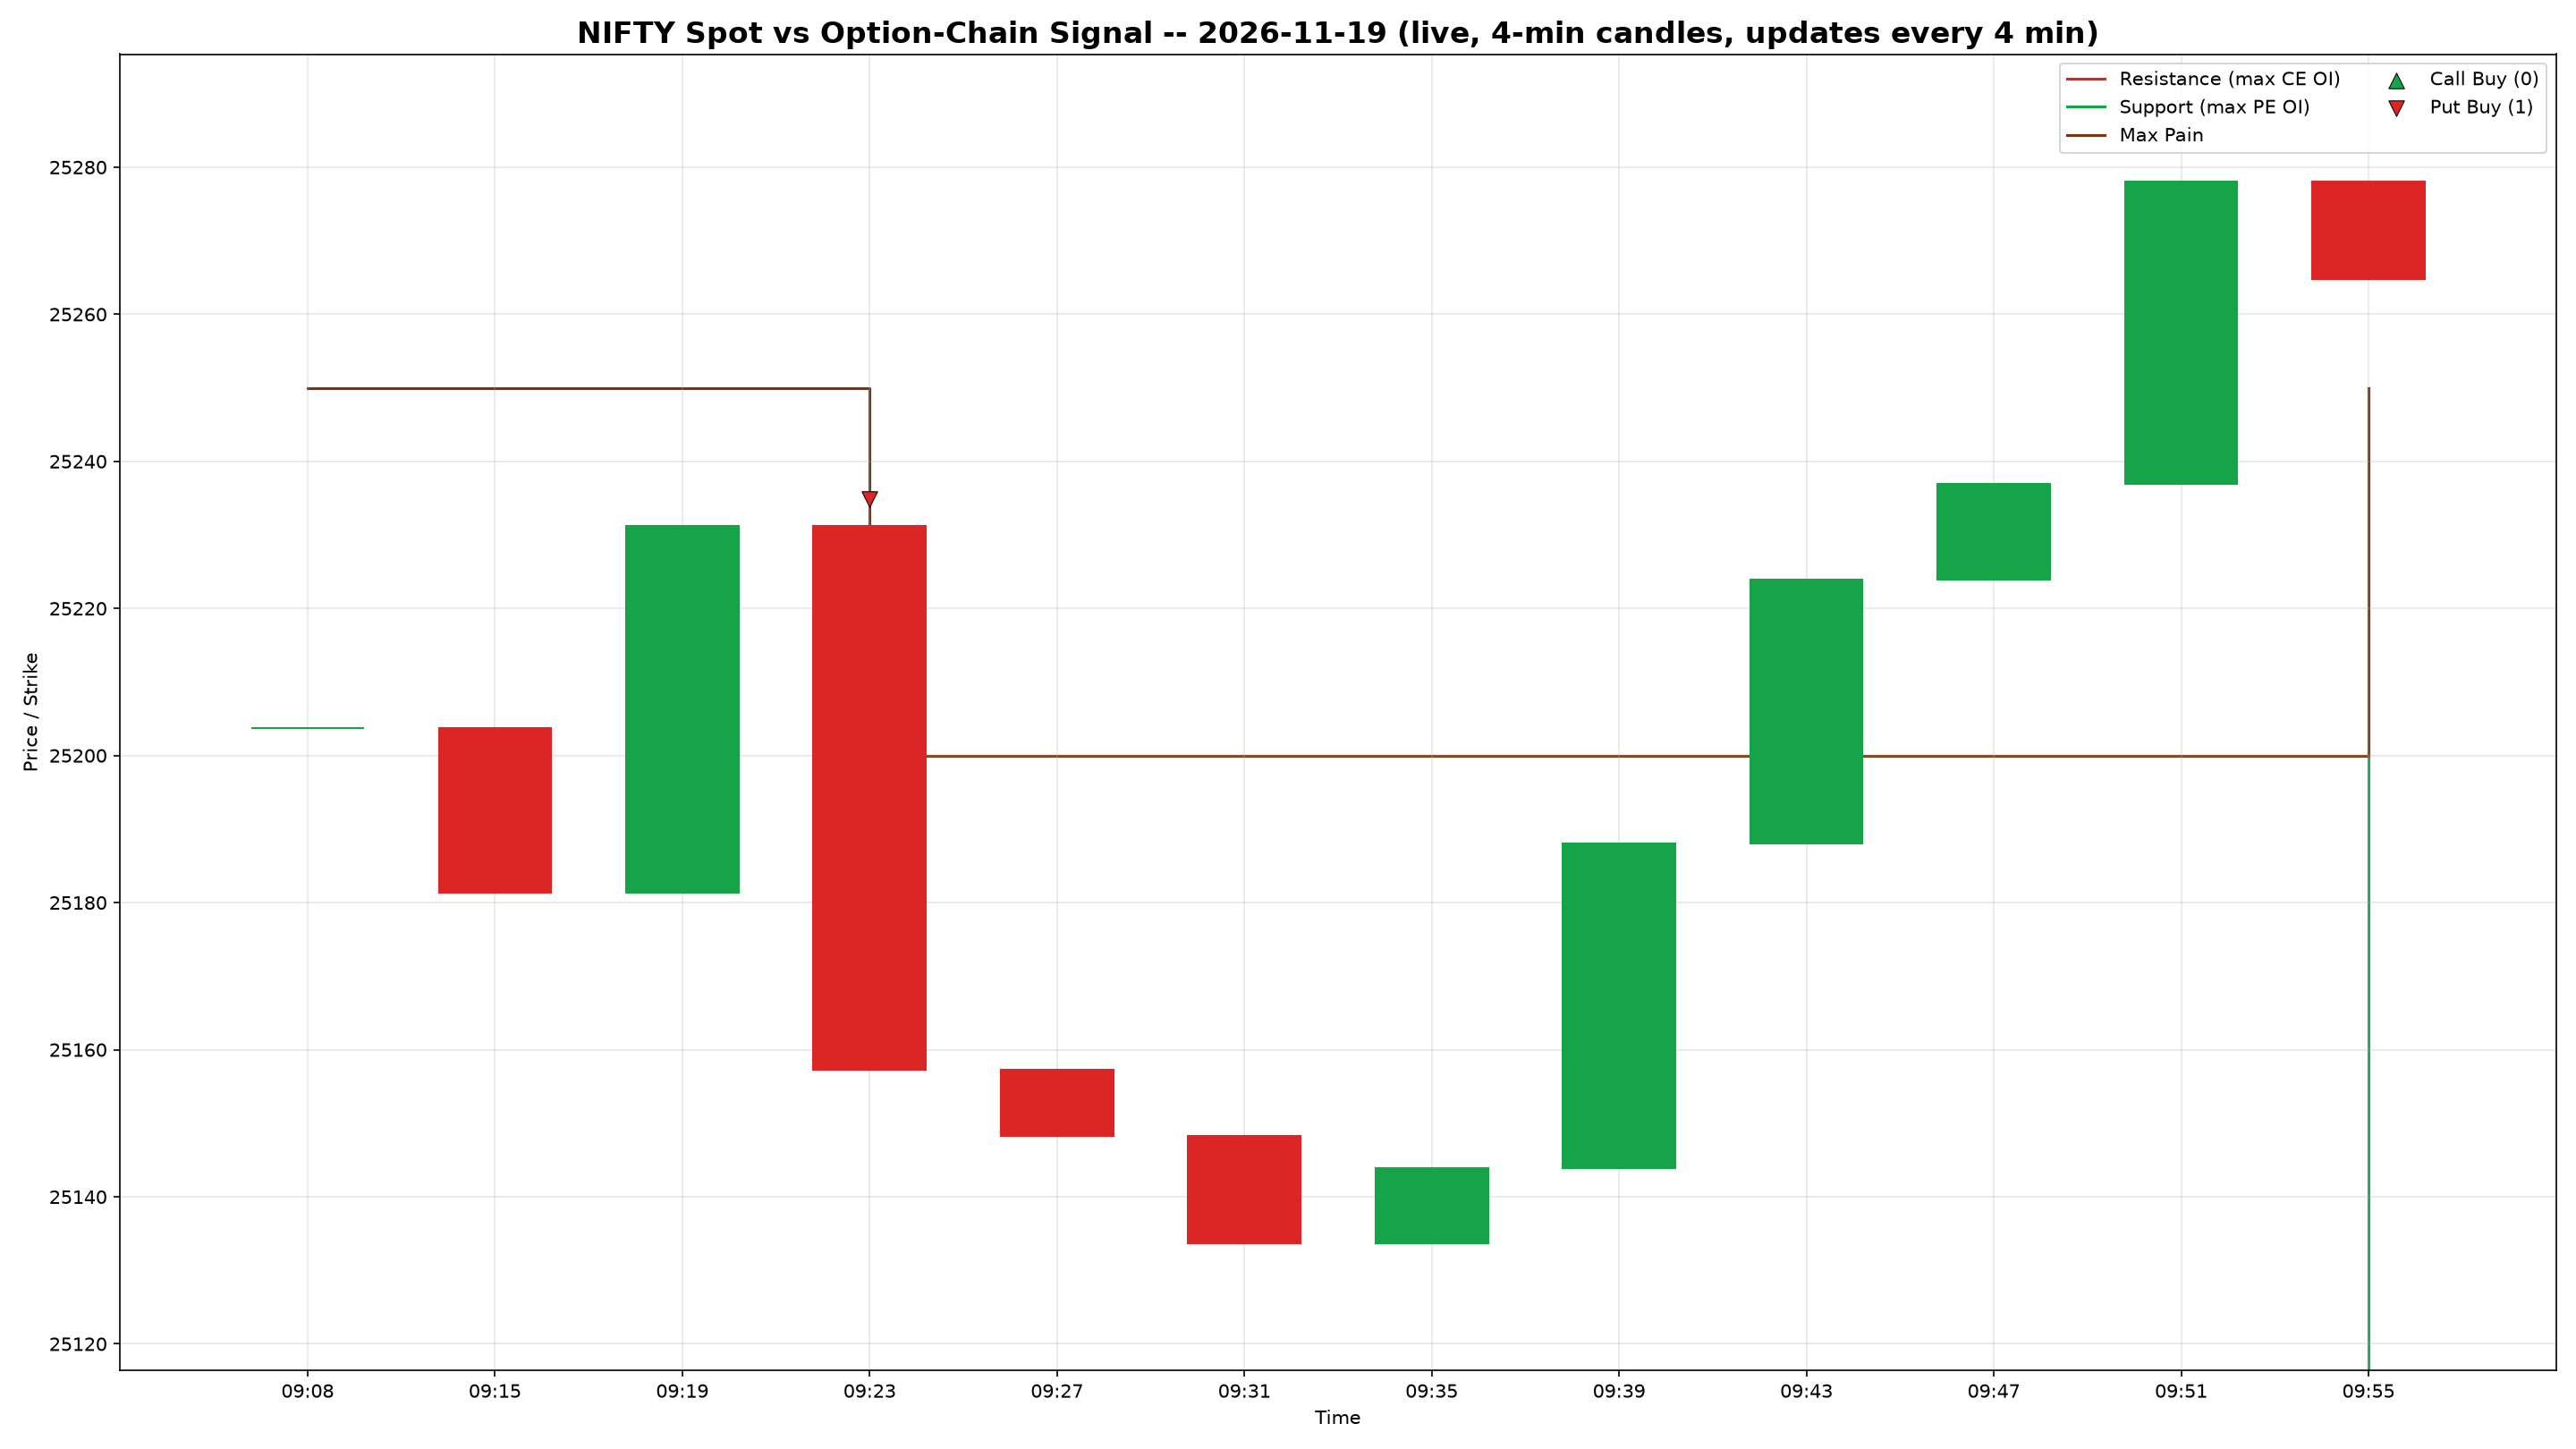 NIFTY Spot vs Option-Chain Signal -- 2026-11-19 (live, 4-min candles, updates every 4 min)
Resistance (max CE OI)
Support (max PE OI)
Max Pain
Call Buy (0)
Put Buy (1)
Price / Strike
25280
25260
25240
25220
25200
25180
25160
25140
25120
09:08 09:15 09:19 09:23 09:27 09:31 09:35 09:39 09:43 09:47 09:51 09:55
Time